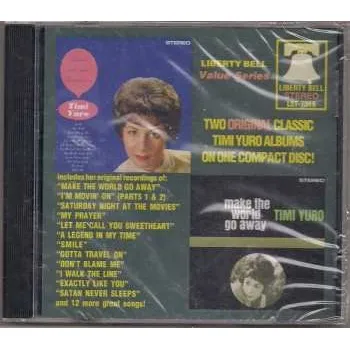 STEREO
Timi
Yuro
LIBERTY BELL
Value Series
LIBERTY BELL
STEREO
TWO ORIGINAL CLASSIC
TIMI YURO ALBUMS
ON ONE COMPACT DISC!
Includes her original recordings of:
"MAKE THE WORLD GO AWAY"
"I'M MOVIN' ON" (PARTS 1 & 2)
"SATURDAY NIGHT AT THE MOVIES"
"MY PRAYER"
"LET ME CALL YOU SWEETHEART"
"A LEGEND IN MY TIME"
"SMILE"
"GOTTA TRAVEL ON"
"DON'T BLAME ME"
"I WALK THE LINE"
"EXACTLY LIKE YOU"
"SATAN NEVER SLEEPS"
and 12 more great songs!
STEREO
make the
world
go away
TIMI YURO